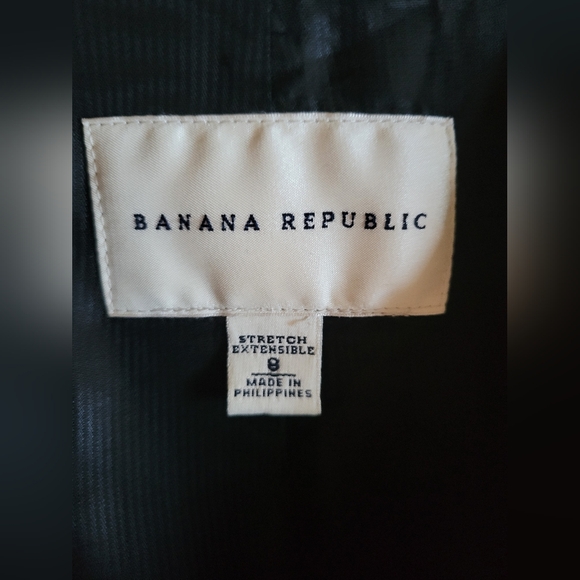 BANANA REPUBLIC
STRETCH
EXTENSIBLE
8
MADE IN
PHILIPPINES